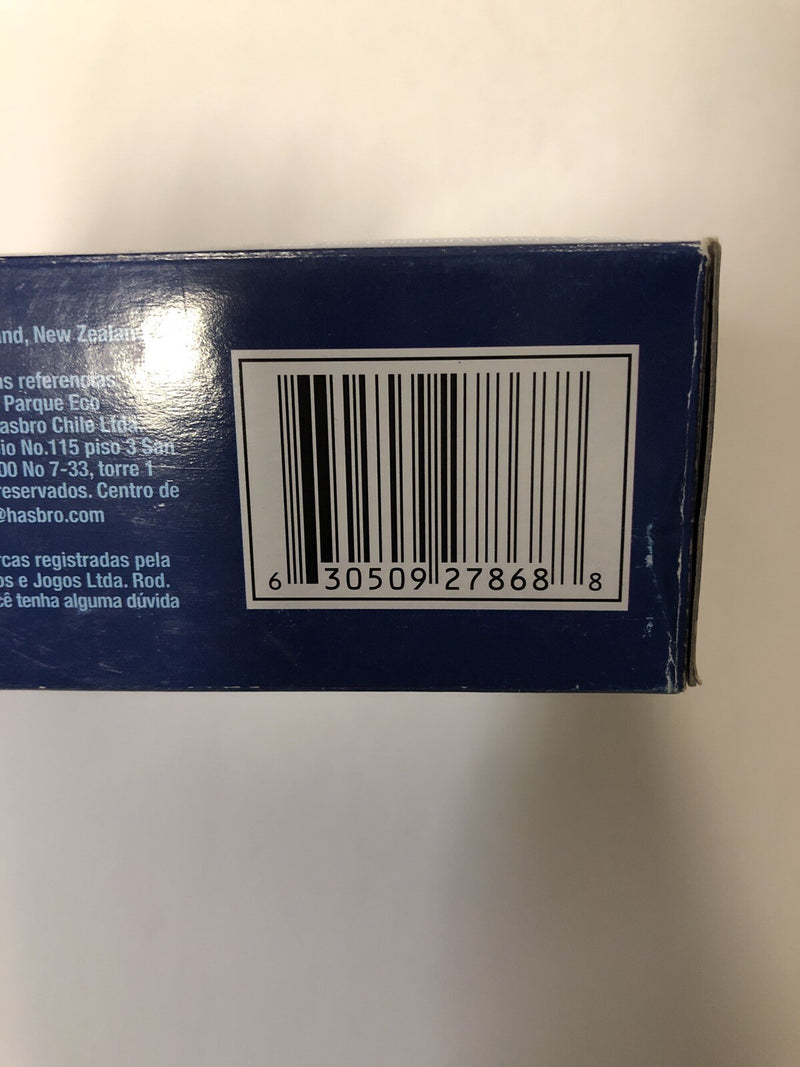 and, New Zealand
as referencias
Parque Eco
asbro Chile Ltda.
io No.115 piso 3 San
00 No 7-33, torre 1
reservados. Centro de
@hasbro.com
rcas registradas pela
os e Jogos Ltda. Rod.
cê tenha alguma dúvida
6 30509 27868 8